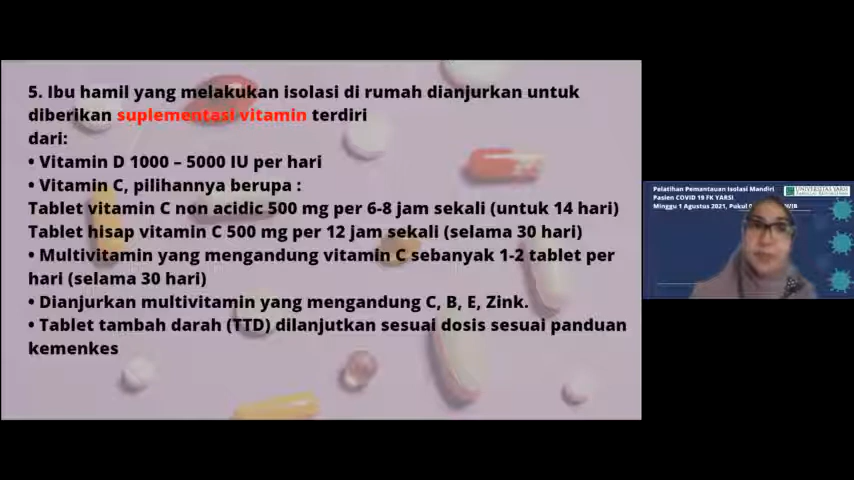 5. Ibu hamil yang melakukan isolasi di rumah dianjurkan untuk
diberikan suplementasi vitamin terdiri
dari:
• Vitamin D 1000 – 5000 IU per hari
• Vitamin C, pilihannya berupa :
Tablet vitamin C non acidic 500 mg per 6-8 jam sekali (untuk 14 hari)
Tablet hisap vitamin C 500 mg per 12 jam sekali (selama 30 hari)
• Multivitamin yang mengandung vitamin C sebanyak 1-2 tablet per
hari (selama 30 hari)
• Dianjurkan multivitamin yang mengandung C, B, E, Zink.
• Tablet tambah darah (TTD) dilanjutkan sesuai dosis sesuai panduan
kemenkes
Pelatihan Pemantauan Isolasi Mandiri
Pasien COVID 19 FK YARSI
Minggu 1 Agustus 2021, Pukul WIB
UNIVERSITAS YARSI